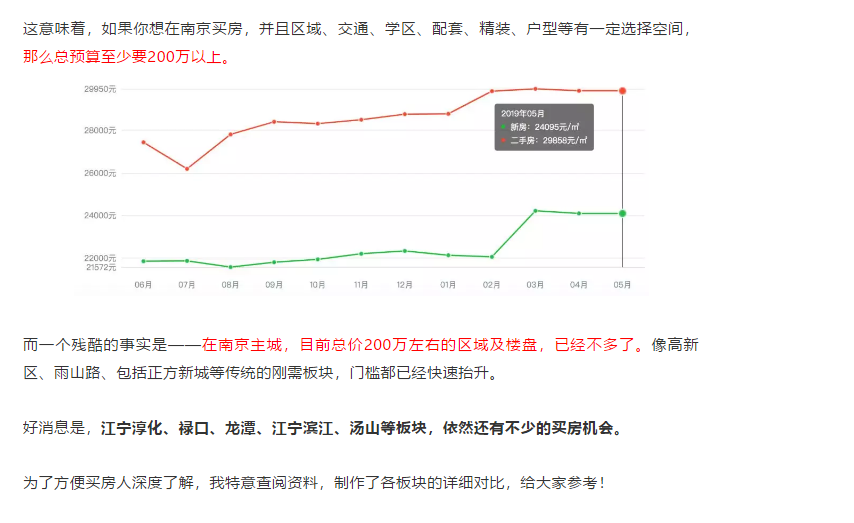 这意味着，如果你想在南京买房，并且区域、交通、学区、配套、精装、户型等有一定选择空间，
那么总预算至少要200万以上。
29950元
28000元
26000元
24000元
22000元
21572元
2019年05月
新房：24095元/㎡
二手房：29858元/㎡
06月 07月 08月 09月 10月 11月 12月 01月 02月 03月 04月 05月
而一个残酷的事实是——在南京主城，目前总价200万左右的区域及楼盘，已经不多了。像高新
区、雨山路、包括正方新城等传统的刚需板块，门槛都已经快速抬升。
好消息是，江宁淳化、禄口、龙潭、江宁滨江、汤山等板块，依然还有不少的买房机会。
为了方便买房人深度了解，我特意查阅资料，制作了各板块的详细对比，给大家参考！